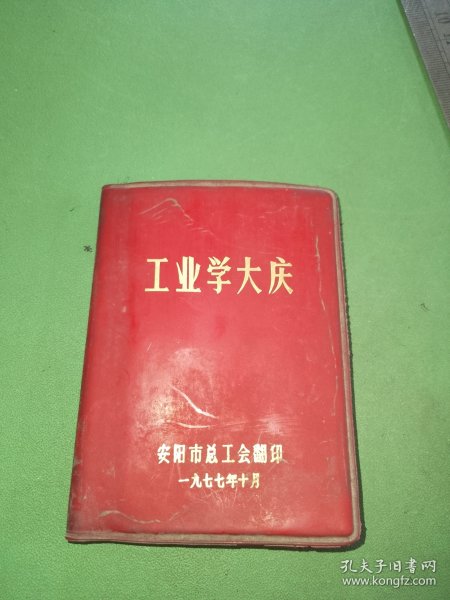 工业学大庆
安阳市总工会翻印
一九七七年十月
孔夫子旧书网
www.kongfz.com